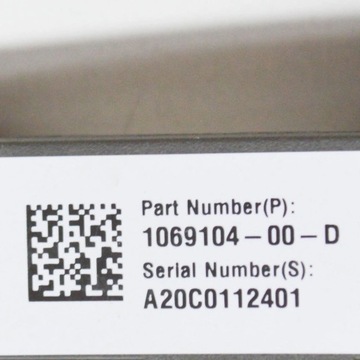 Part Number(P):
1069104-00-D
Serial Number(S):
A20C0112401